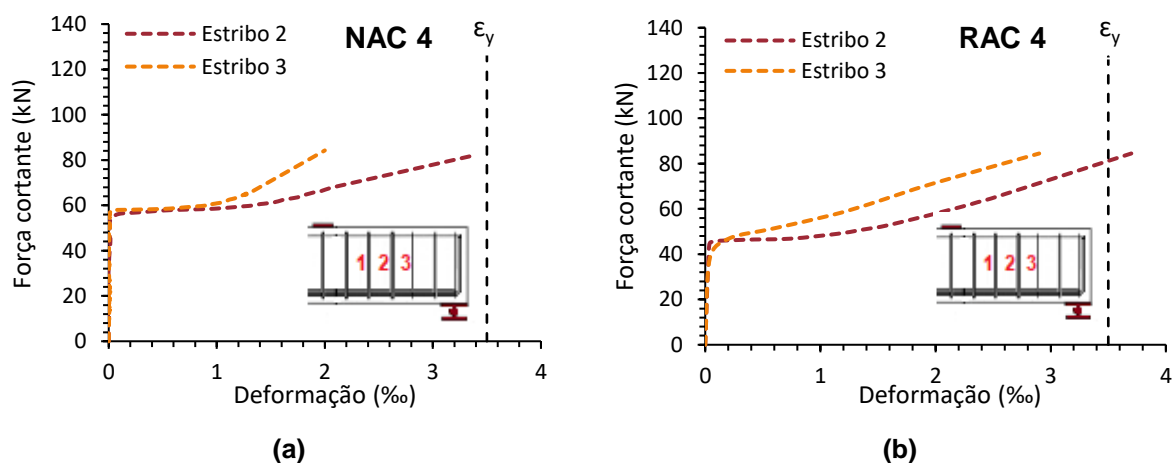 140
120
100
80
60
40
20
0
Força cortante (kN)
Estribo 2
Estribo 3
NAC 4
εy
1 2 3
0 1 2 3 4
Deformação (‰)
(a)
140
120
100
80
60
40
20
0
Força cortante (kN)
Estribo 2
Estribo 3
RAC 4
εy
1 2 3
0 1 2 3 4
Deformação (‰)
(b)